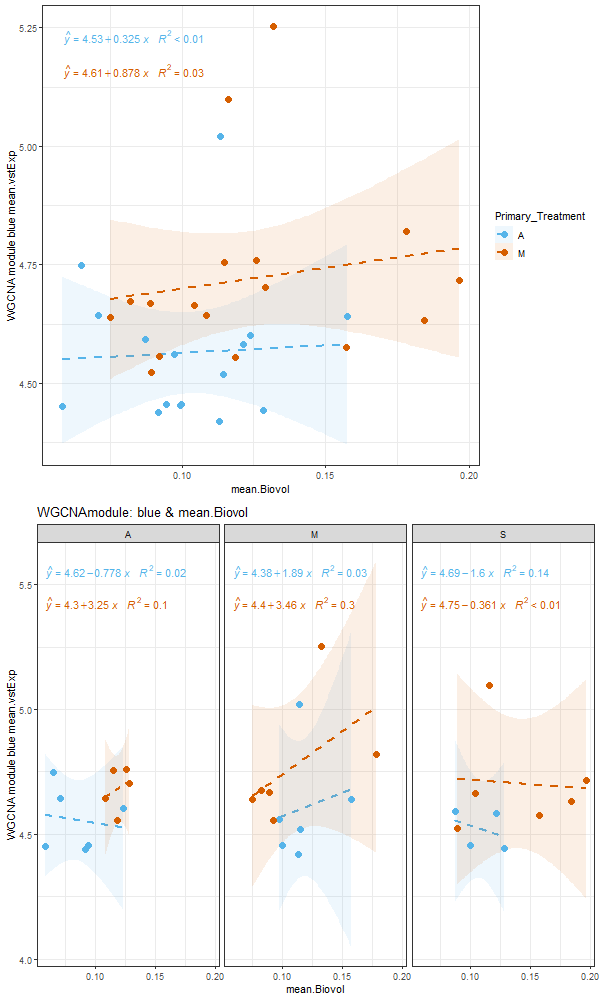 5.25
5.00
4.75
4.50
WGCNA module blue mean.vstExp
ŷ = 4.53 + 0.325 x R² < 0.01
ŷ = 4.61 + 0.878 x R² = 0.03
0.10 0.15 0.20
mean.Biovol
Primary_Treatment
A
M
WGCNAmodule: blue & mean.Biovol
A M S
5.5
5.0
4.5
4.0
WGCNA module blue mean.vstExp
ŷ = 4.62 − 0.778 x R² = 0.02
ŷ = 4.3 + 3.25 x R² = 0.1
ŷ = 4.38 + 1.89 x R² = 0.03
ŷ = 4.4 + 3.46 x R² = 0.3
ŷ = 4.69 − 1.6 x R² = 0.14
ŷ = 4.75 − 0.361 x R² < 0.01
0.10 0.15 0.20 0.10 0.15 0.20 0.10 0.15 0.20
mean.Biovol